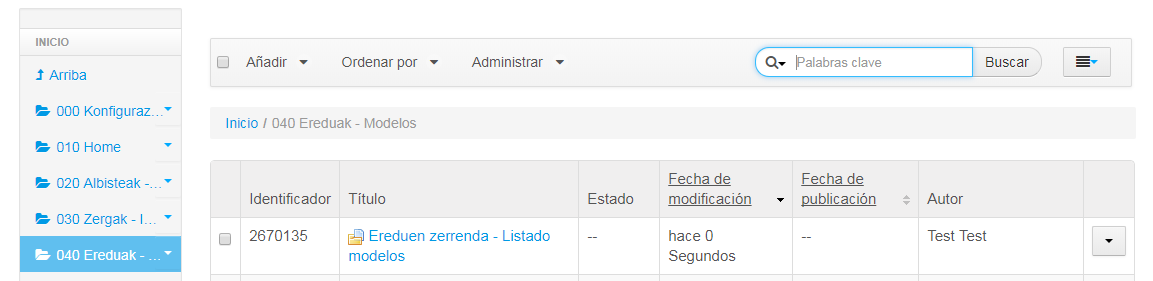 INICIO
Arriba
000 Konfiguraz...
010 Home
020 Albisteak -...
030 Zergak - I...
040 Ereduak - ...
Añadir Ordenar por Administrar Palabras clave Buscar
Inicio / 040 Ereduak - Modelos
Identificador Título Estado Fecha de modificación Fecha de publicación Autor
2670135 Ereduen zerrenda - Listado modelos -- hace 0 Segundos -- Test Test